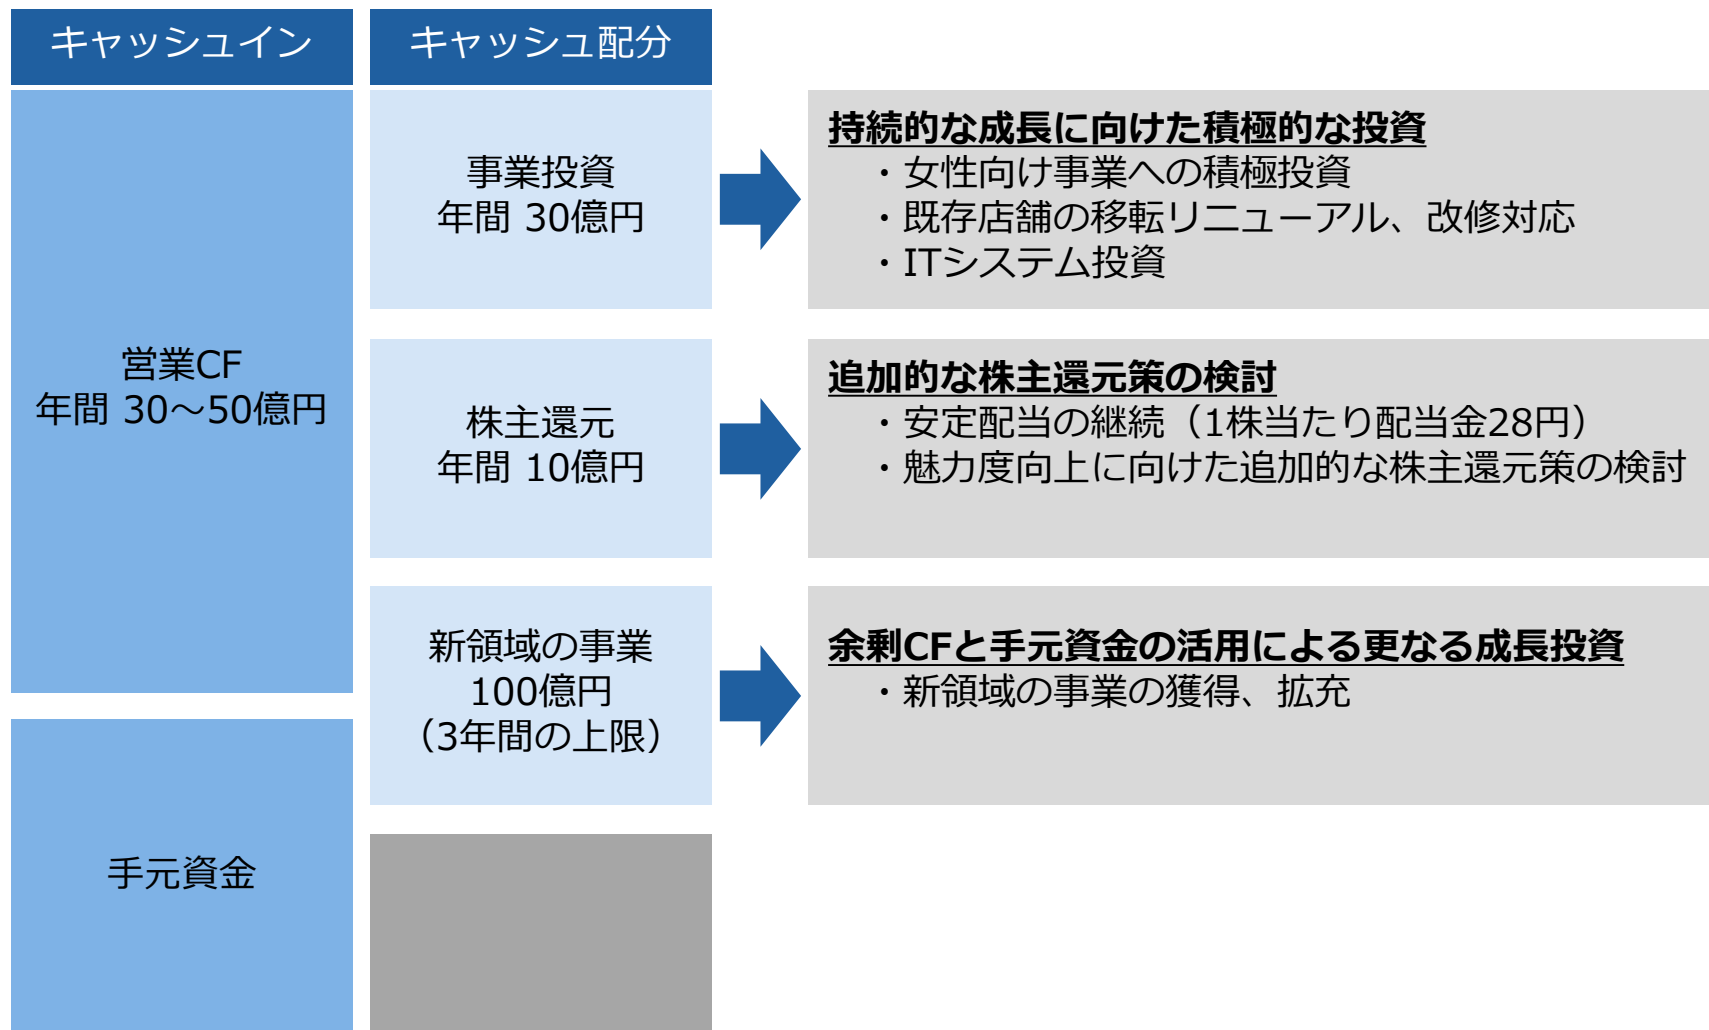 キャッシュイン
キャッシュ配分
営業CF
年間 30～50億円
手元資金
事業投資
年間 30億円
持続的な成長に向けた積極的な投資
・女性向け事業への積極投資
・既存店舗の移転リニューアル、改修対応
・ITシステム投資
株主還元
年間 10億円
追加的な株主還元策の検討
・安定配当の継続（1株当たり配当金28円）
・魅力度向上に向けた追加的な株主還元策の検討
新領域の事業
100億円
（3年間の上限）
余剰CFと手元資金の活用による更なる成長投資
・新領域の事業の獲得、拡充